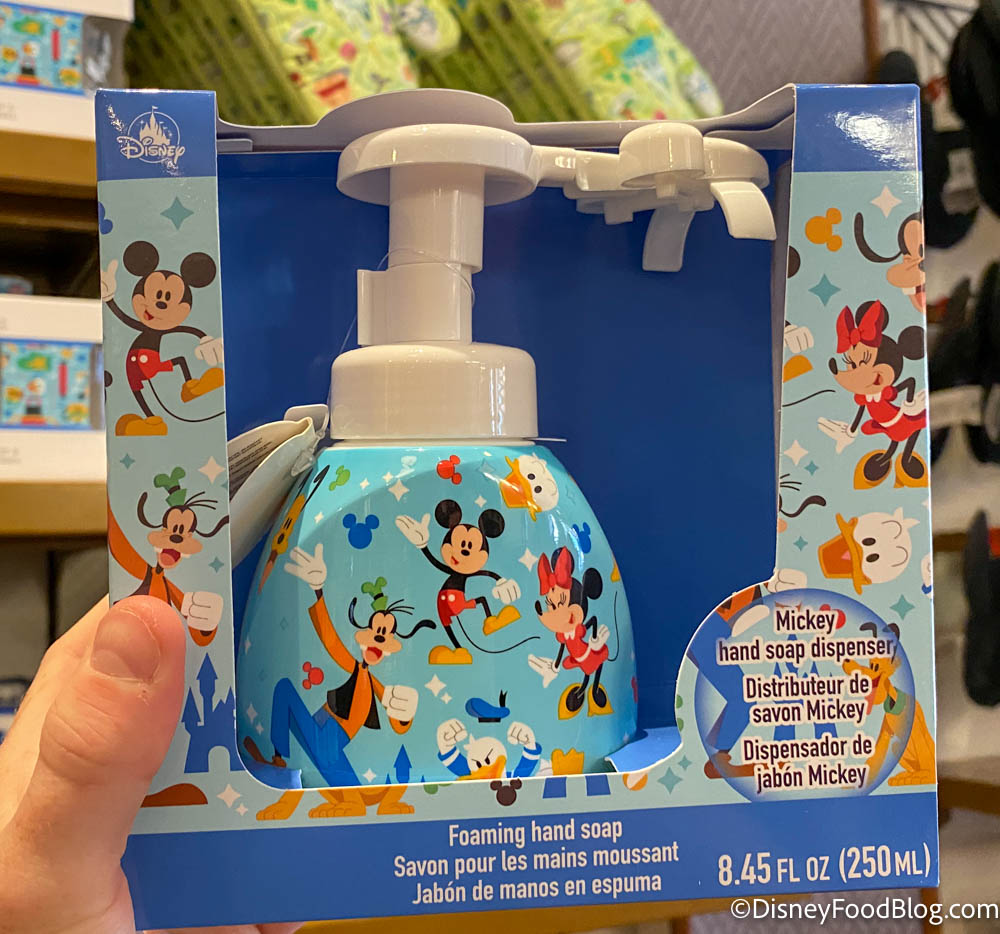 Disney
Mickey
hand soap dispenser
Distributeur de
savon Mickey
Dispensador de
jabón Mickey
Foaming hand soap
Savon pour les mains moussant
Jabón de manos en espuma
8.45 FL OZ (250 ML)
©DisneyFoodBlog.com